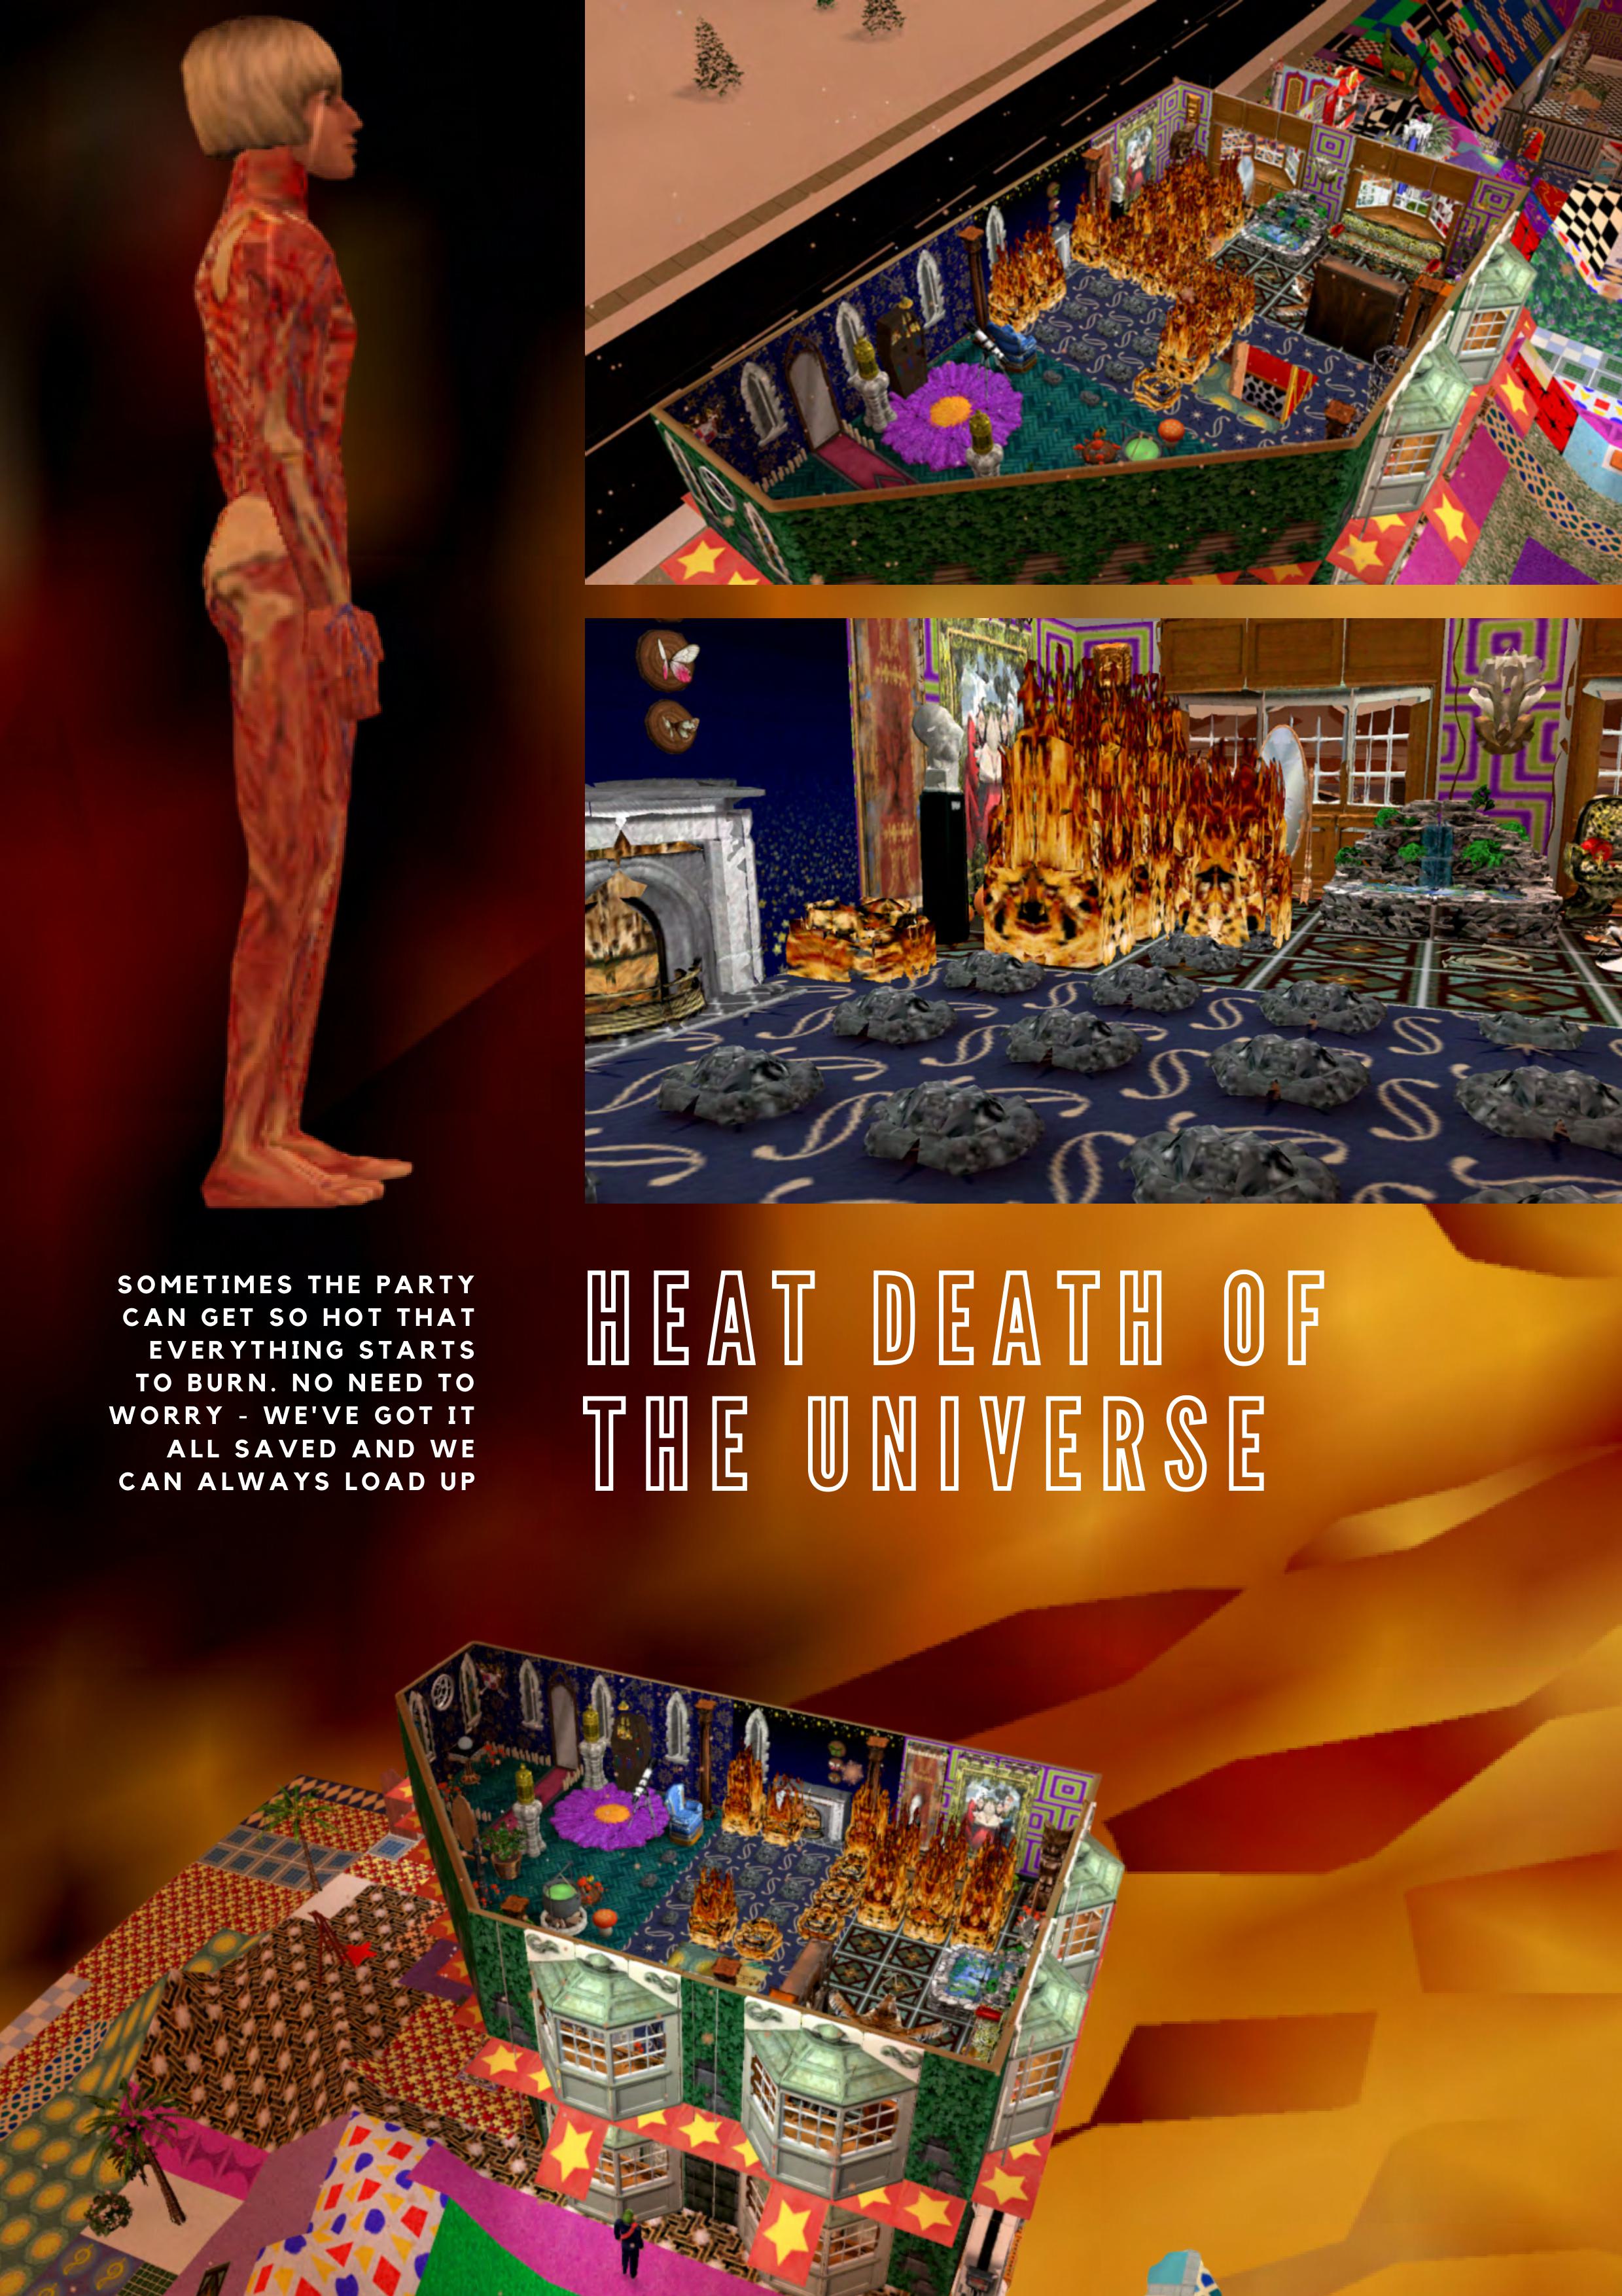 SOMETIMES THE PARTY
CAN GET SO HOT THAT
EVERYTHING STARTS
TO BURN. NO NEED TO
WORRY - WE'VE GOT IT
ALL SAVED AND WE
CAN ALWAYS LOAD UP
HEAT DEATH OF
THE UNIVERSE